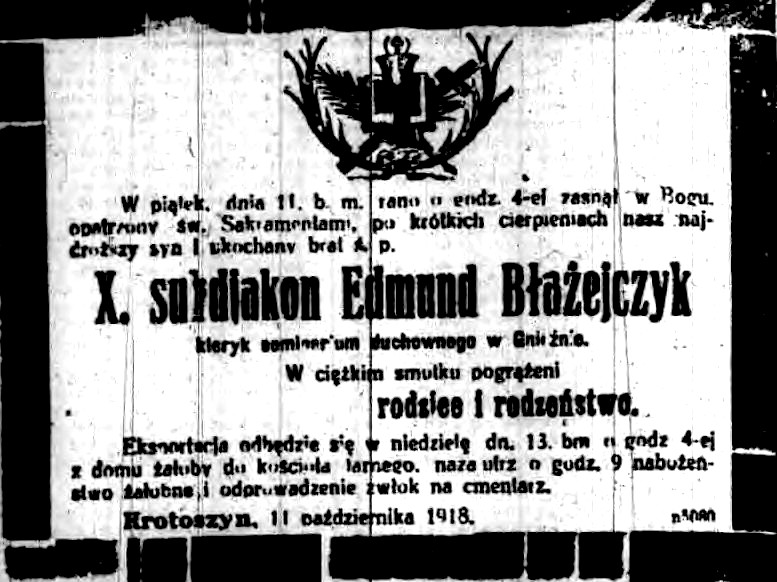 W piątek, dnia 11. b. m. rano o godz. 4-ej zasnął w Bogu,
opatrzony św. Sakramentami, po krótkich cierpieniach nasz naj-
droższy syn i ukochany brat ś. p.
X. subdiakon Edmund Błażejczyk
kleryk seminarium duchownego w Gnieźnie.
W ciężkim smutku pogrążeni
rodzice i rodzeństwo.
Eksportacja odbędzie się w niedzielę dn. 13. bm o godz 4-ej
z domu żałoby do kościoła farnego, nazajutrz o godz. 9 nabożeń-
stwo żałobne i odprowadzenie zwłok na cmentarz.
Krotoszyn, 11 października 1918.